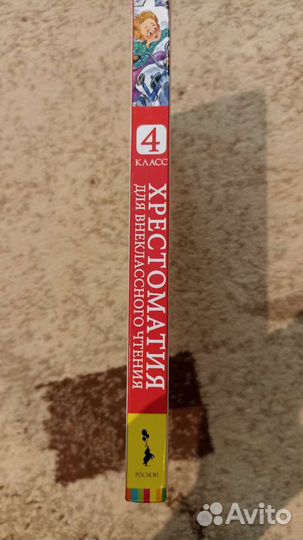 4
КЛАСС
ХРЕСТОМАТИЯ
ДЛЯ ВНЕКЛАССНОГО ЧТЕНИЯ
РОСМЭН
Avito